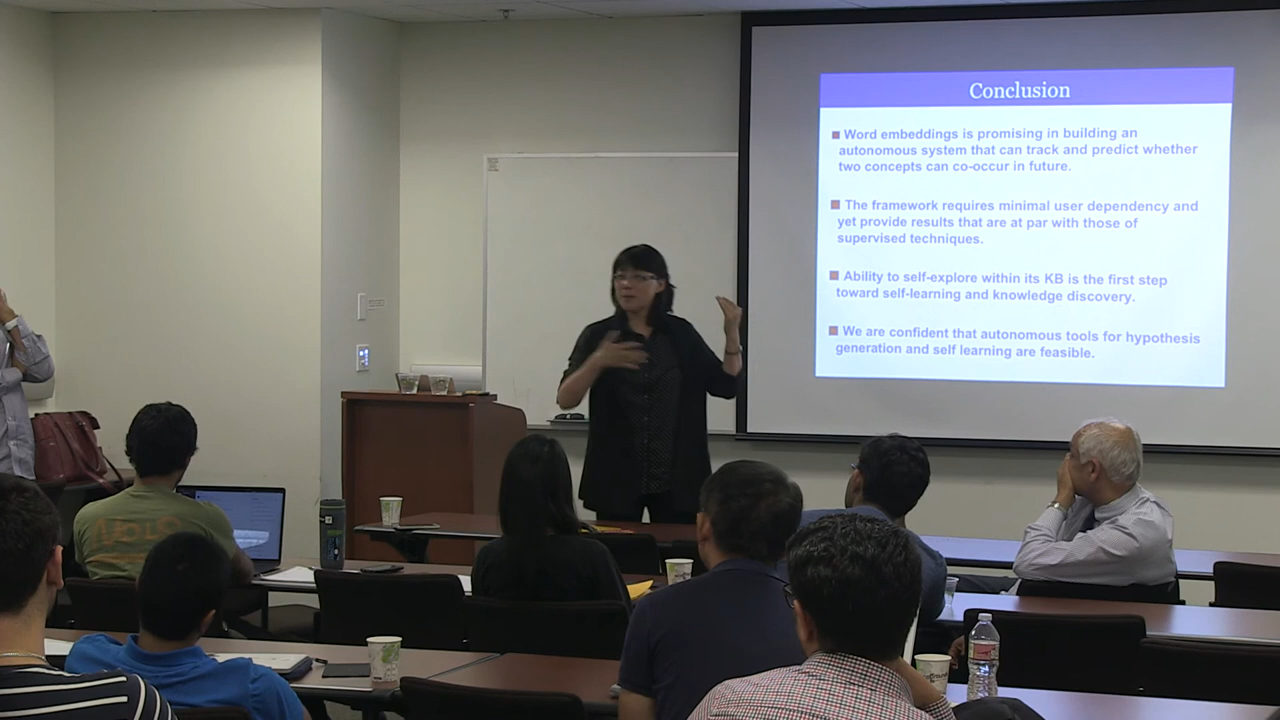 Conclusion
Word embeddings is promising in building an
autonomous system that can track and predict whether
two concepts can co-occur in future.
The framework requires minimal user dependency and
yet provide results that are at par with those of
supervised techniques.
Ability to self-explore within its KB is the first step
toward self-learning and knowledge discovery.
We are confident that autonomous tools for hypothesis
generation and self learning are feasible.